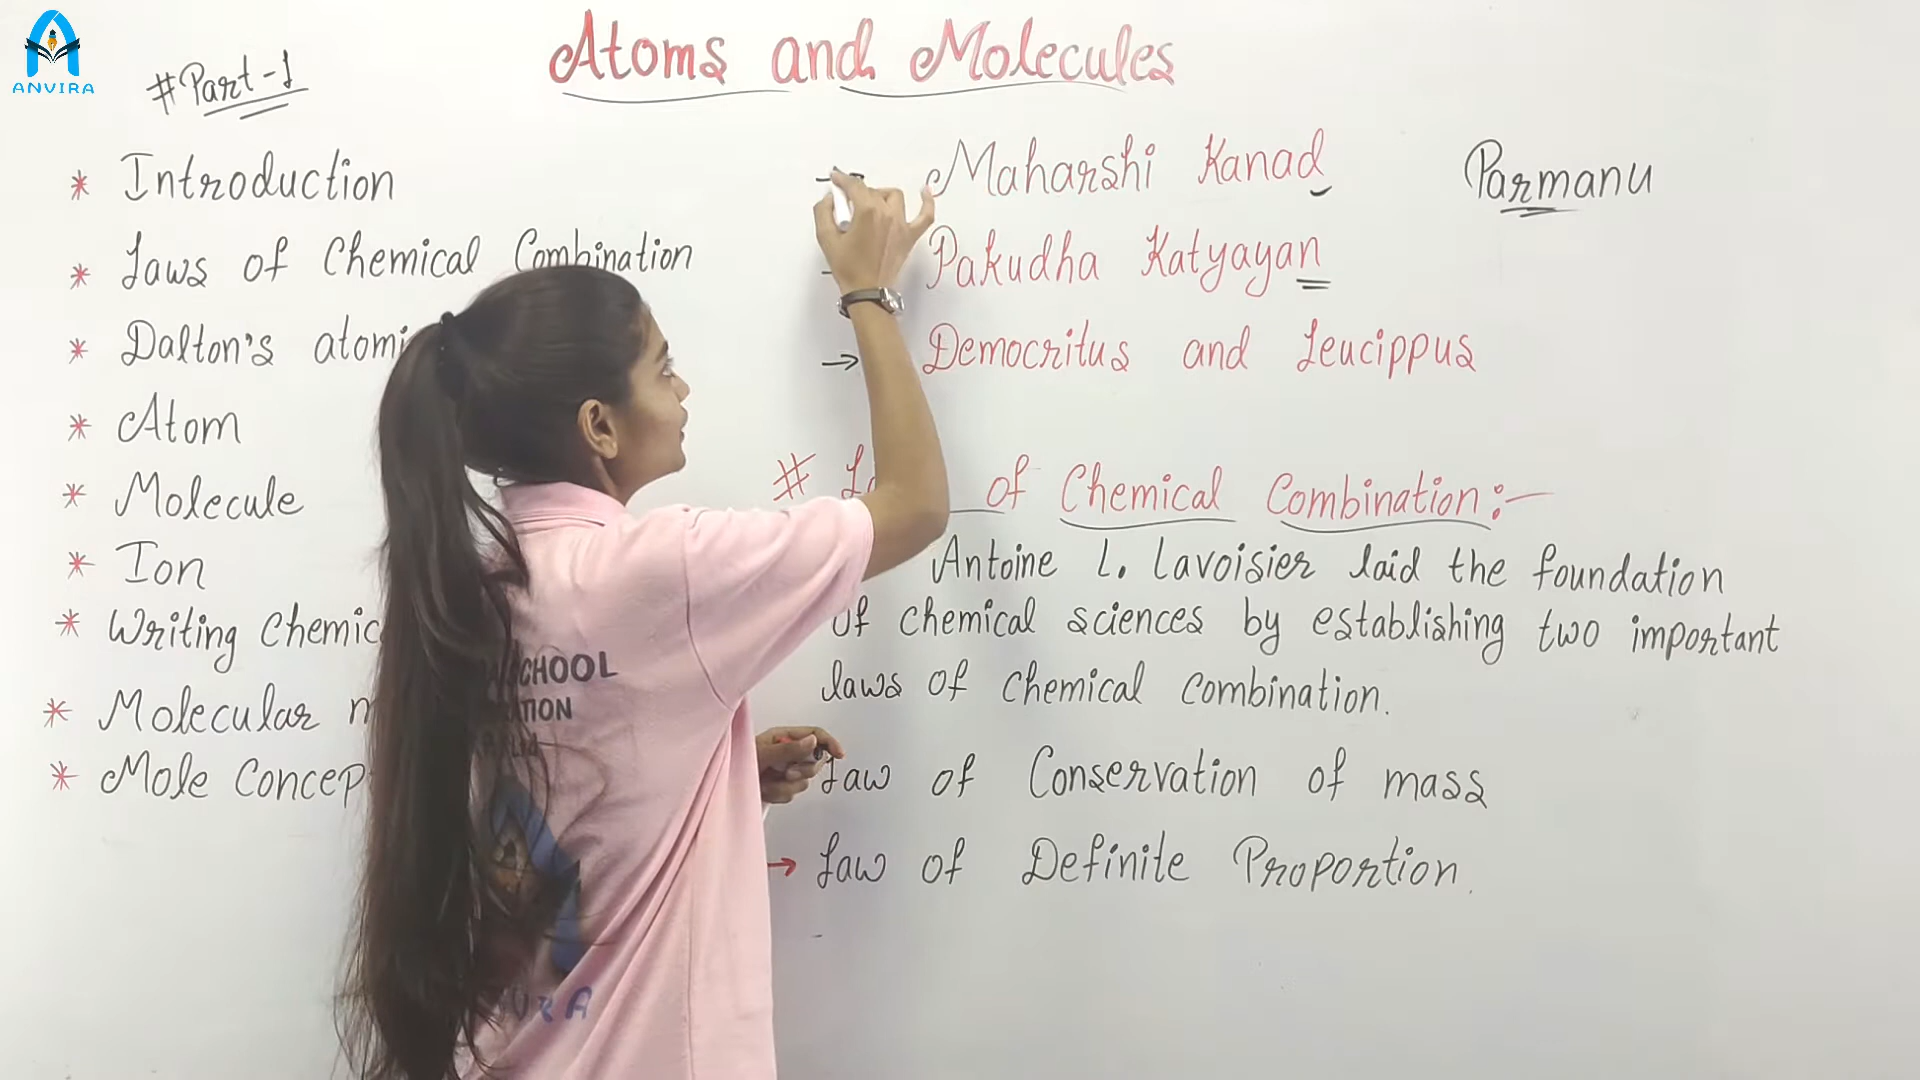 ANVIRA
#Part-1
Atoms and Molecules
* Introduction
* Laws of Chemical Combination
* Dalton's atomi
* Atom
* Molecule
* Ion
* Writing Chemic
* Molecular m
* Mole Concep
→ Maharshi Kanad
Parmanu
Pakudha Katyayan
→ Democritus and Leucippus
# of Chemical Combination:-
Antoine L. Lavoisier laid the foundation
of chemical sciences by establishing two important
laws of chemical combination.
Law of Conservation of mass
→ Law of Definite Proportion.
SCHOOL